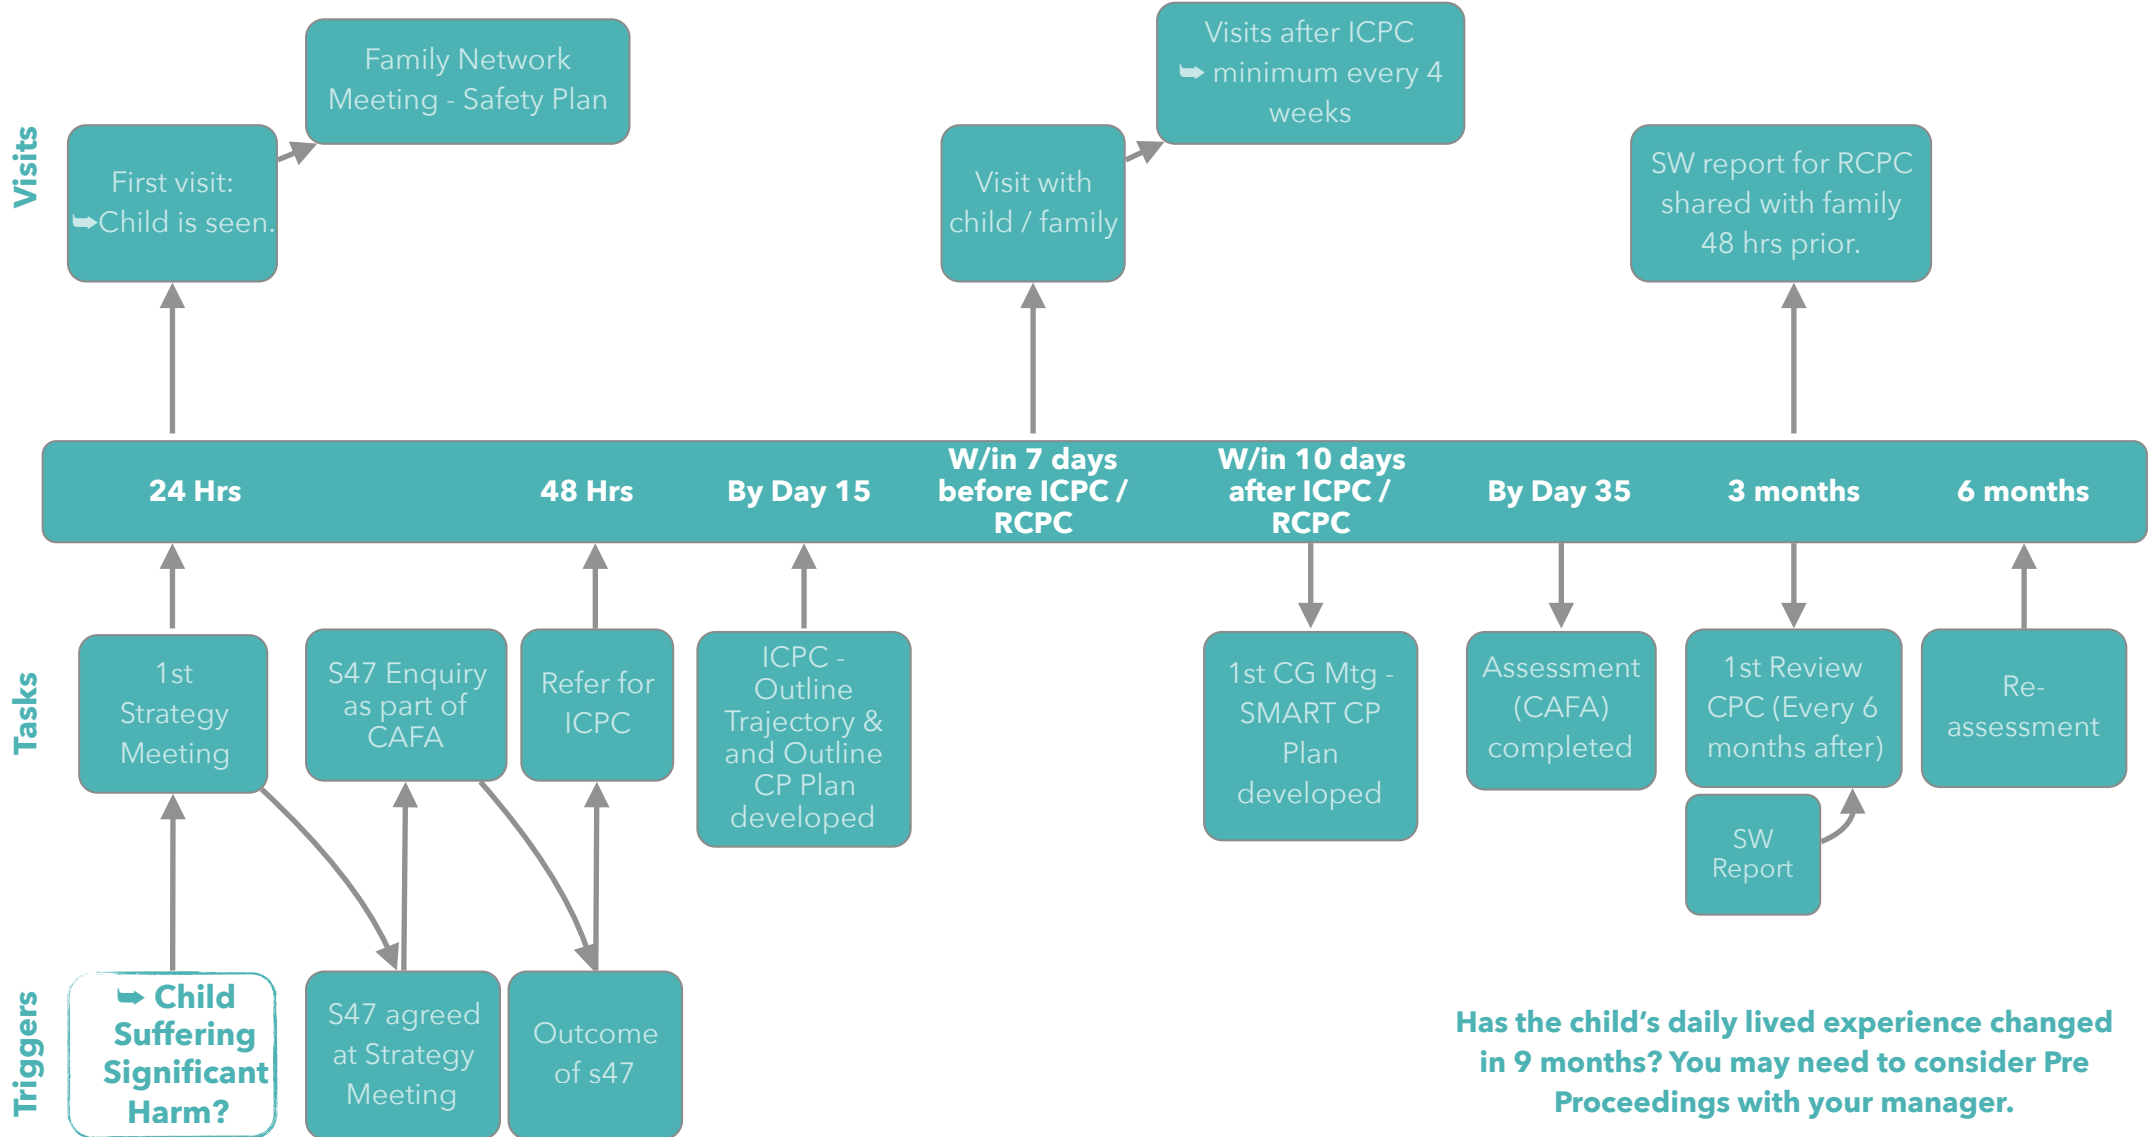 Visits
Family Network
Meeting - Safety Plan
First visit:
➥Child is seen.
Visits after ICPC
➥ minimum every 4
weeks
Visit with
child / family
SW report for RCPC
shared with family
48 hrs prior.
24 Hrs
48 Hrs
By Day 15
W/in 7 days
before ICPC /
RCPC
W/in 10 days
after ICPC /
RCPC
By Day 35
3 months
6 months
Tasks
1st
Strategy
Meeting
S47 Enquiry
as part of
CAFA
Refer for
ICPC
ICPC -
Outline
Trajectory &
and Outline
CP Plan
developed
1st CG Mtg -
SMART CP
Plan
developed
Assessment
(CAFA)
completed
1st Review
CPC (Every 6
months after)
Re-
assessment
SW
Report
Triggers
➥ Child
Suffering
Significant
Harm?
S47 agreed
at Strategy
Meeting
Outcome
of s47
Has the child’s daily lived experience changed
in 9 months? You may need to consider Pre
Proceedings with your manager.